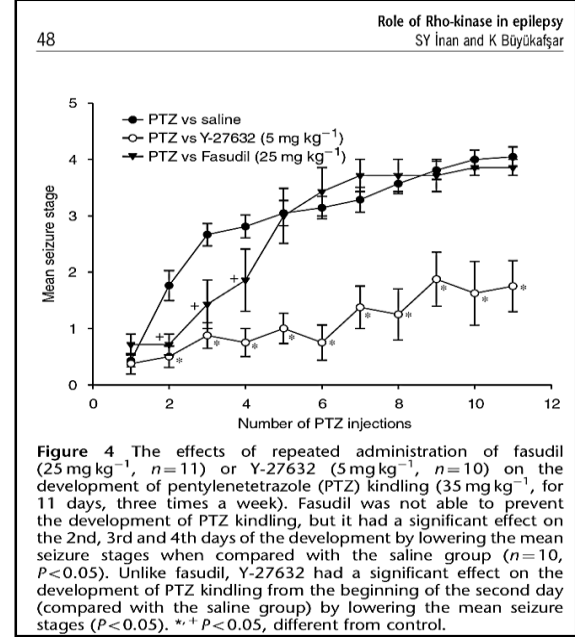 Role of Rho-kinase in epilepsy
48 SY İnan and K Büyükafşar
5
4
3
2
1
0
Mean seizure stage
PTZ vs saline
PTZ vs Y-27632 (5 mg kg⁻¹)
PTZ vs Fasudil (25 mg kg⁻¹)
+
+
+
*
*
*
*
*
*
*
*
*
*
0 2 4 6 8 10 12
Number of PTZ injections
Figure 4 The effects of repeated administration of fasudil
(25 mg kg⁻¹, n=11) or Y-27632 (5 mg kg⁻¹, n=10) on the
development of pentylenetetrazole (PTZ) kindling (35 mg kg⁻¹, for
11 days, three times a week). Fasudil was not able to prevent
the development of PTZ kindling, but it had a significant effect on
the 2nd, 3rd and 4th days of the development by lowering the mean
seizure stages when compared with the saline group (n=10,
P<0.05). Unlike fasudil, Y-27632 had a significant effect on the
development of PTZ kindling from the beginning of the second day
(compared with the saline group) by lowering the mean seizure
stages (P<0.05). *,+ P<0.05, different from control.